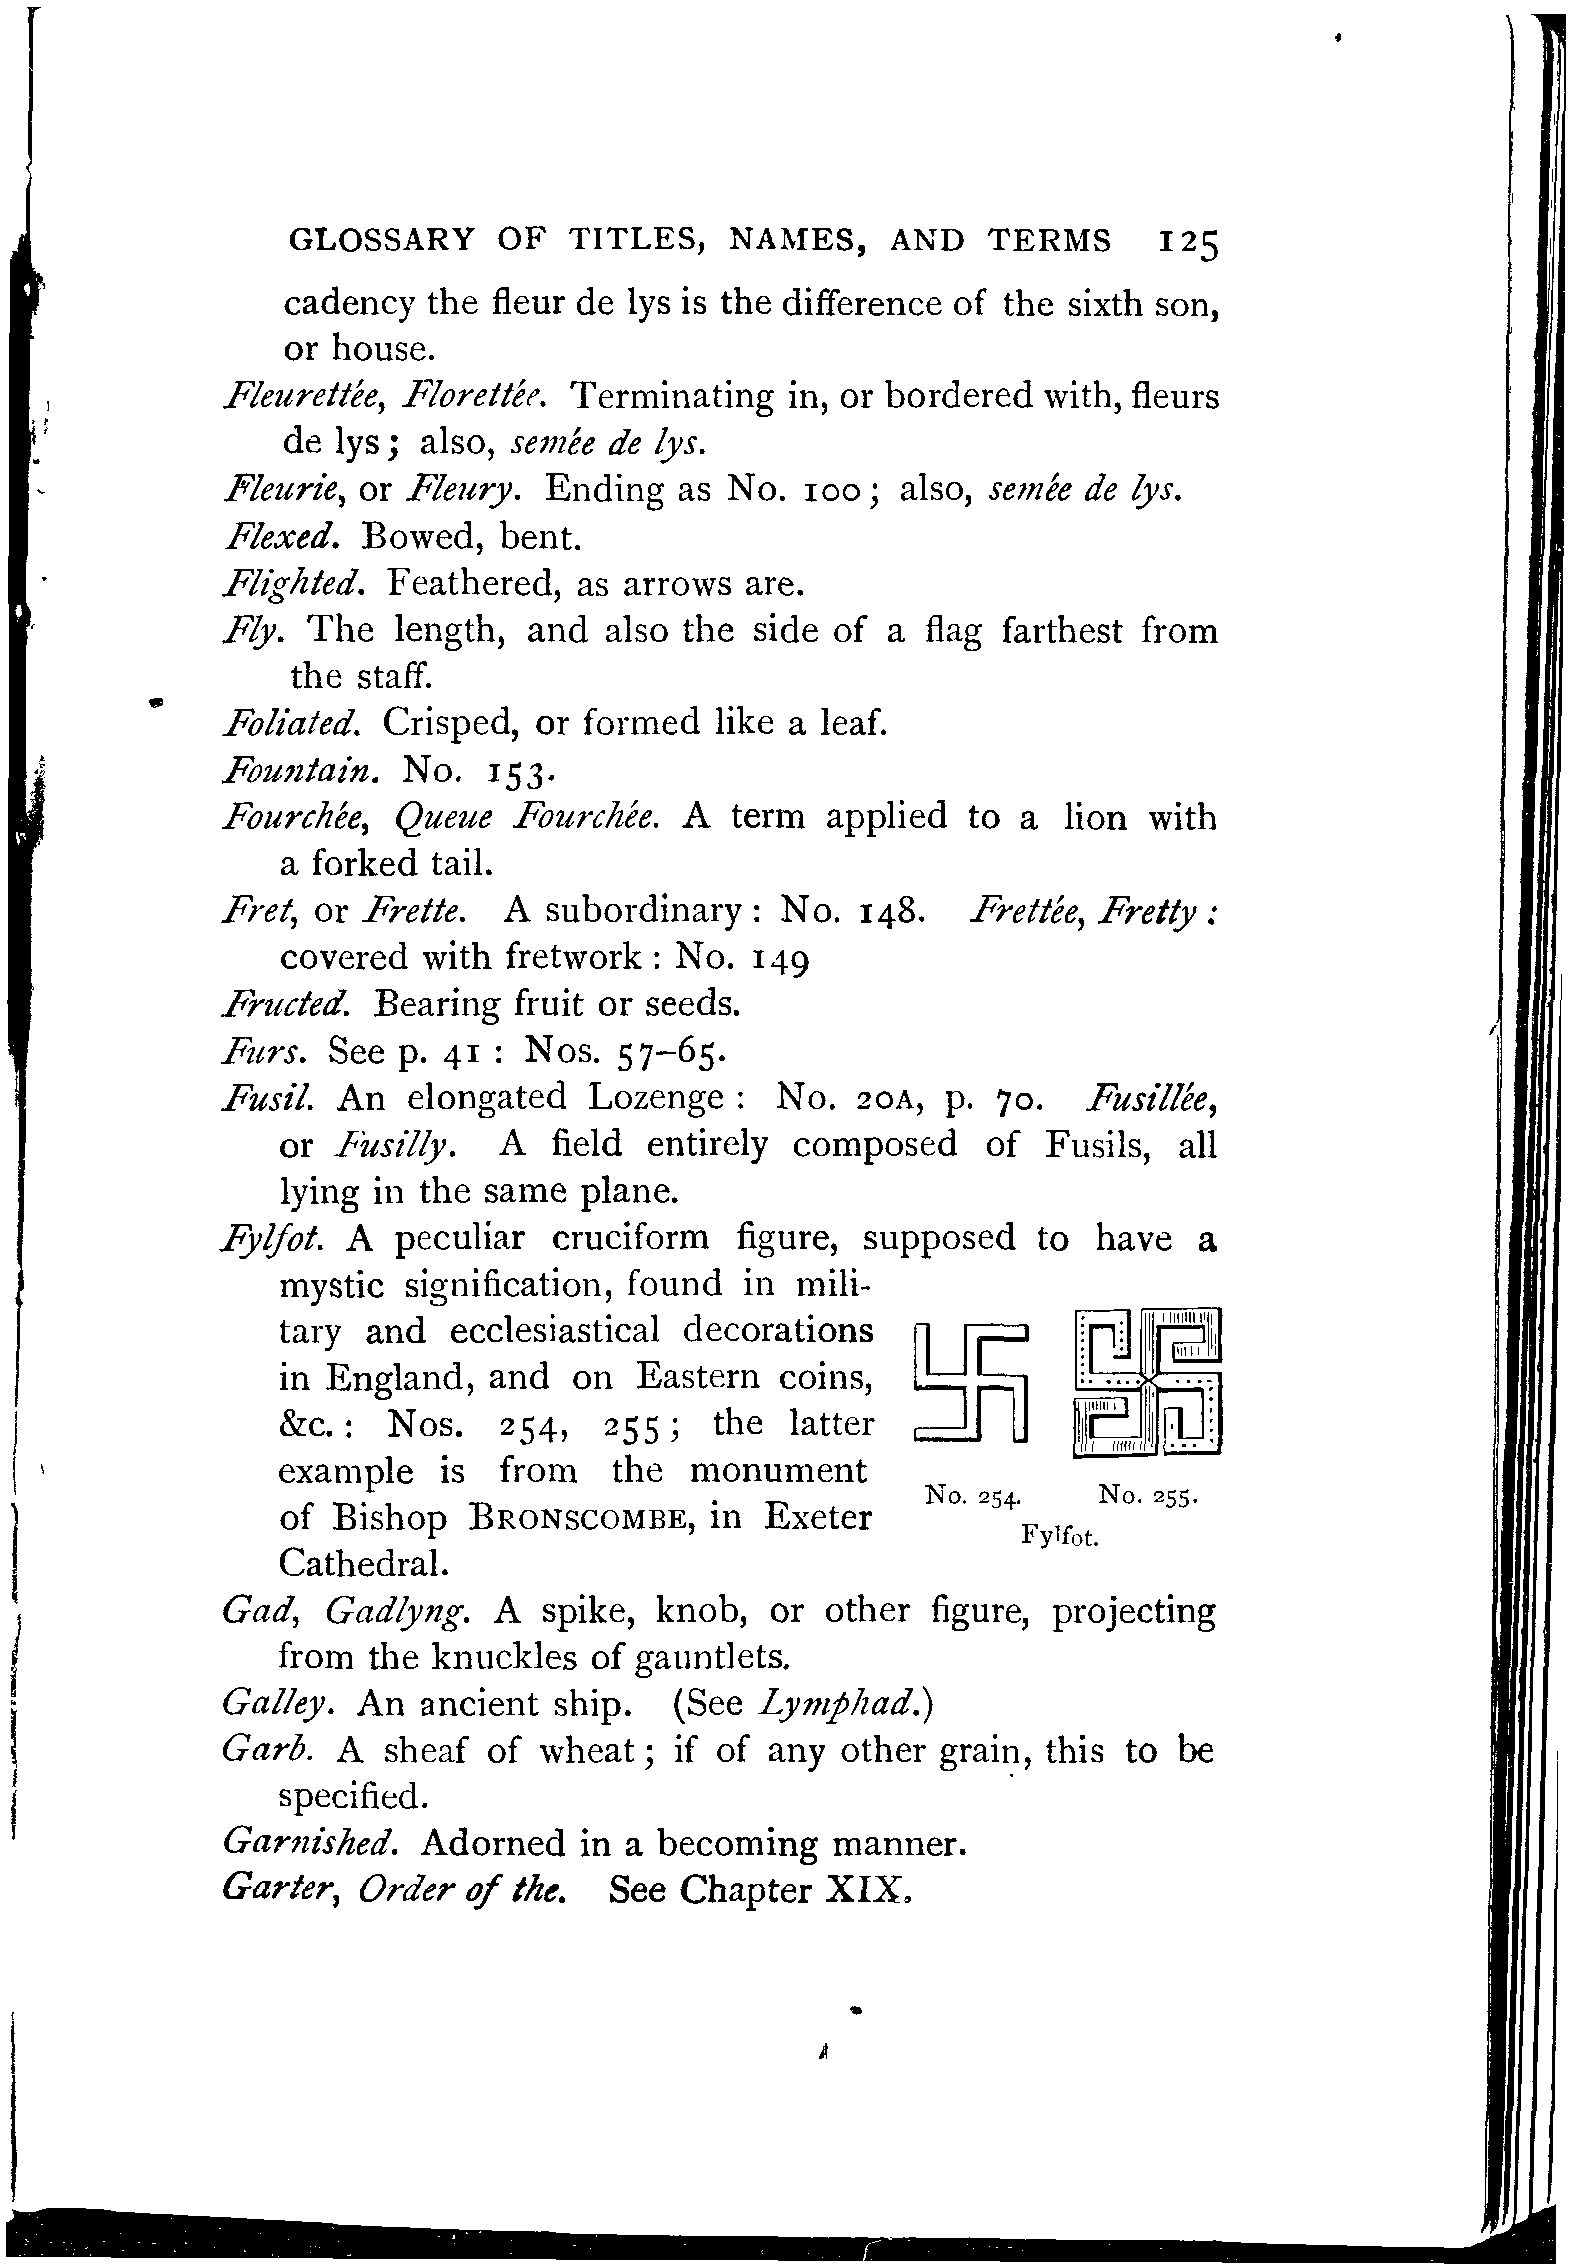 GLOSSARY OF TITLES, NAMES, AND TERMS 125
cadency the fleur de lys is the difference of the sixth son,
or house.
Fleurettée, Florettée. Terminating in, or bordered with, fleurs
de lys; also, semée de lys.
Fleurie, or Fleury. Ending as No. 100; also, semée de lys.
Flexed. Bowed, bent.
Flighted. Feathered, as arrows are.
Fly. The length, and also the side of a flag farthest from
the staff.
Foliated. Crisped, or formed like a leaf.
Fountain. No. 153.
Fourchée, Queue Fourchée. A term applied to a lion with
a forked tail.
Fret, or Frette. A subordinary: No. 148. Frettée, Fretty:
covered with fretwork: No. 149
Fructed. Bearing fruit or seeds.
Furs. See p. 41: Nos. 57–65.
Fusil. An elongated Lozenge: No. 20A, p. 70. Fusillée,
or Fusilly. A field entirely composed of Fusils, all
lying in the same plane.
Fylfot. A peculiar cruciform figure, supposed to have a
mystic signification, found in mili-
tary and ecclesiastical decorations
in England, and on Eastern coins,
&c.: Nos. 254, 255; the latter
example is from the monument
of Bishop BRONSCOMBE, in Exeter
Cathedral.
No. 254. No. 255.
Fylfot.
Gad, Gadlyng. A spike, knob, or other figure, projecting
from the knuckles of gauntlets.
Galley. An ancient ship. (See Lymphad.)
Garb. A sheaf of wheat; if of any other grain, this to be
specified.
Garnished. Adorned in a becoming manner.
Garter, Order of the. See Chapter XIX.